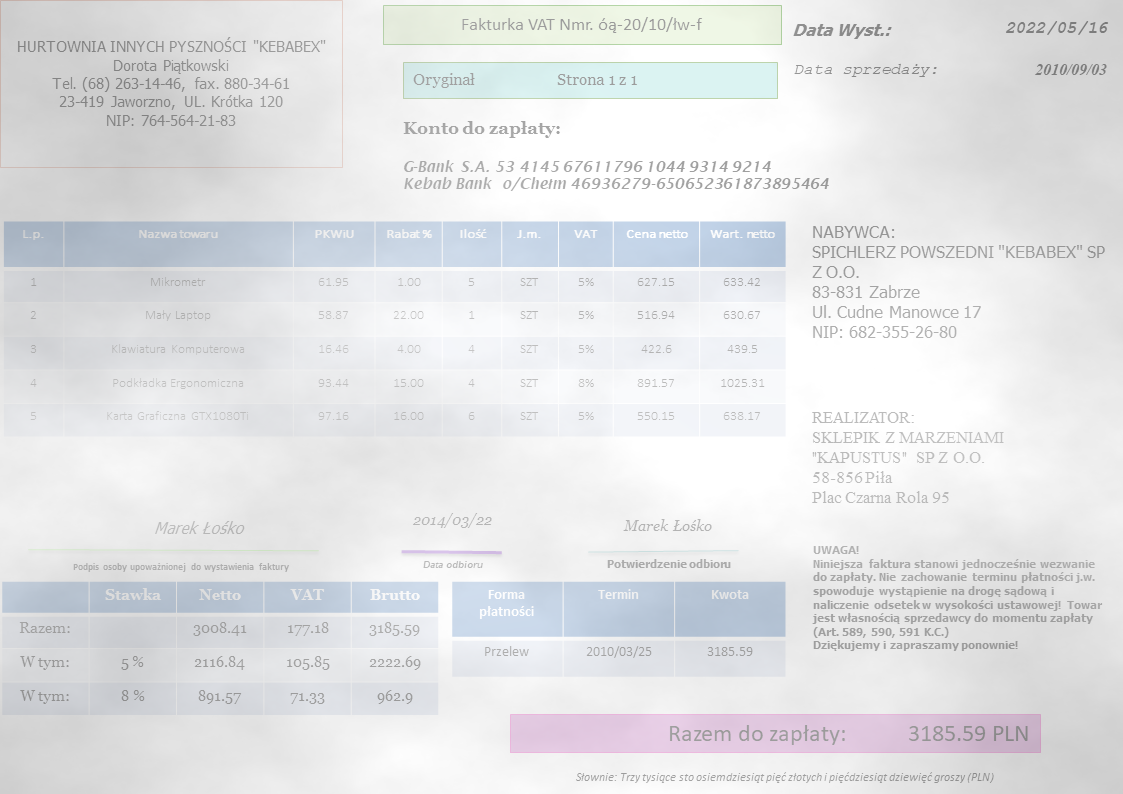 HURTOWNIA INNYCH PYSZNOŚCI "KEBABEX"
Dorota Piątkowski
Tel. (68) 263-14-46, fax. 880-34-61
23-419 Jaworzno, UL. Krótka 120
NIP: 764-564-21-83
Fakturka VAT Nmr. óą-20/10/łw-f
Oryginał Strona 1 z 1
Data Wyst.: 2022/05/16
Data sprzedaży: 2010/09/03
Konto do zapłaty:
G-Bank S.A. 53 4145 67611796 1044 9314 9214
Kebab Bank o/Chełm 46936279-650652361873895464
L.p. Nazwa towaru PKWiU Rabat % Ilość J.m. VAT Cena netto Wart. netto
1 Mikrometr 61.95 1.00 5 SZT 5% 627.15 633.42
2 Mały Laptop 58.87 22.00 1 SZT 5% 516.94 630.67
3 Klawiatura Komputerowa 16.46 4.00 4 SZT 5% 422.6 439.5
4 Podkładka Ergonomiczna 93.44 15.00 4 SZT 8% 891.57 1025.31
5 Karta Graficzna GTX1080Ti 97.16 16.00 6 SZT 5% 550.15 638.17
NABYWCA:
SPICHLERZ POWSZEDNI "KEBABEX" SP
Z O.O.
83-831 Zabrze
Ul. Cudne Manowce 17
NIP: 682-355-26-80
REALIZATOR:
SKLEPIK Z MARZENIAMI
"KAPUSTUS" SP Z O.O.
58-856 Piła
Plac Czarna Rola 95
Marek Łośko
Podpis osoby upoważnionej do wystawienia faktury
2014/03/22
Data odbioru
Marek Łośko
Potwierdzenie odbioru
UWAGA!
Niniejsza faktura stanowi jednocześnie wezwanie
do zapłaty. Nie zachowanie terminu płatności j.w.
spowoduje wystąpienie na drogę sądową i
naliczenie odsetek w wysokości ustawowej! Towar
jest własnością sprzedawcy do momentu zapłaty
(Art. 589, 590, 591 K.C.)
Dziękujemy i zapraszamy ponownie!
Stawka Netto VAT Brutto
Razem: 3008.41 177.18 3185.59
W tym: 5 % 2116.84 105.85 2222.69
W tym: 8 % 891.57 71.33 962.9
Forma płatności Termin Kwota
Przelew 2010/03/25 3185.59
Razem do zapłaty: 3185.59 PLN
Słownie: Trzy tysiące sto osiemdziesiąt pięć złotych i pięćdziesiąt dziewięć groszy (PLN)